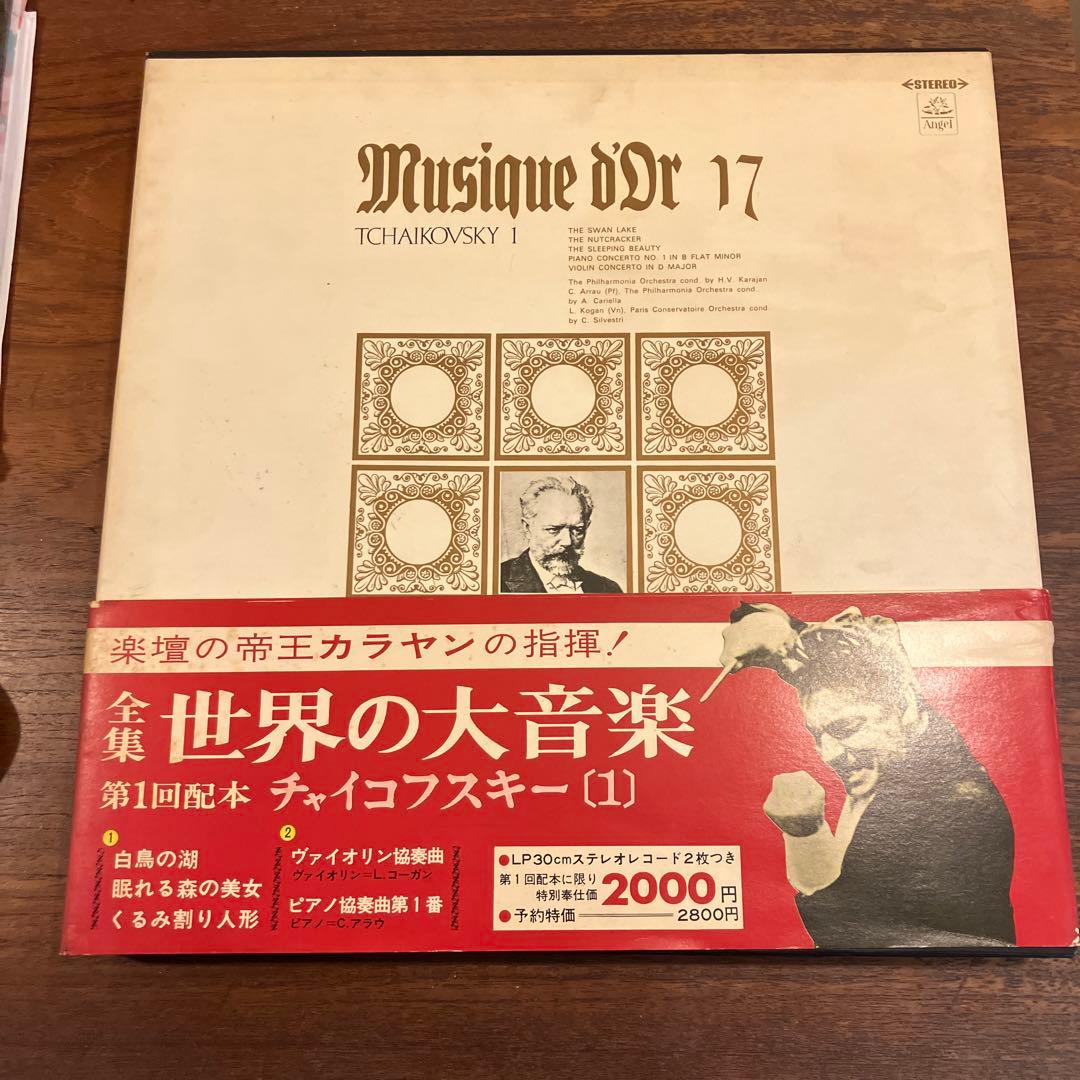 ←STEREO→
Angel
Musique d'Or 17
TCHAIKOVSKY 1
THE SWAN LAKE
THE NUTCRACKER
THE SLEEPING BEAUTY
PIANO CONCERTO NO. 1 IN B FLAT MINOR
VIOLIN CONCERTO IN D MAJOR
The Philharmonia Orchestra cond. by H.V. Karajan
C. Arrau (Pf), The Philharmonia Orchestra cond.
by A. Cariella
L. Kogan (Vn), Paris Conservatoire Orchestra cond
by C. Silvestri
楽壇の帝王カラヤンの指揮!
全集 世界の大音楽
第1回配本 チャイコフスキー〔1〕
1
白鳥の湖
眠れる森の美女
くるみ割り人形
2
ヴァイオリン協奏曲
ヴァイオリン=L.コーガン
ピアノ協奏曲第1番
ピアノ=C.アラウ
●LP30cmステレオレコード2枚つき
第1回配本に限り
特別奉仕価 2000円
●予約特価 2800円